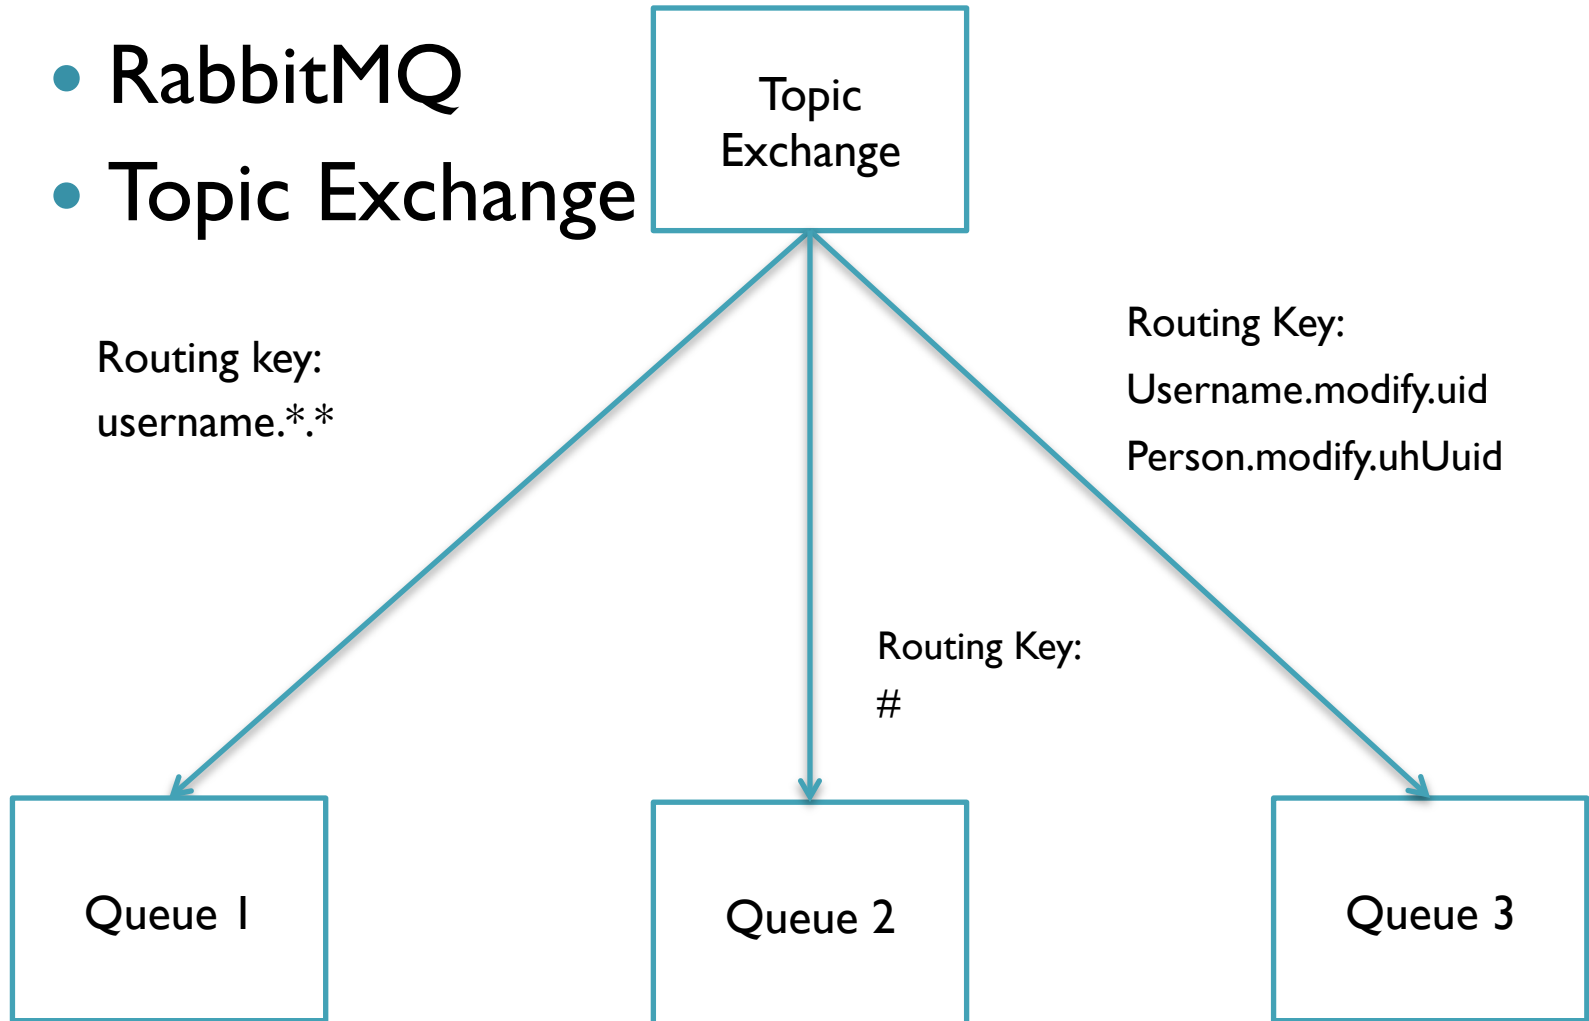 RabbitMQ
Topic Exchange
Topic
Exchange
Routing key:
username.*.*
Routing Key:
#
Routing Key:
Username.modify.uid
Person.modify.uhUuid
Queue 1
Queue 2
Queue 3